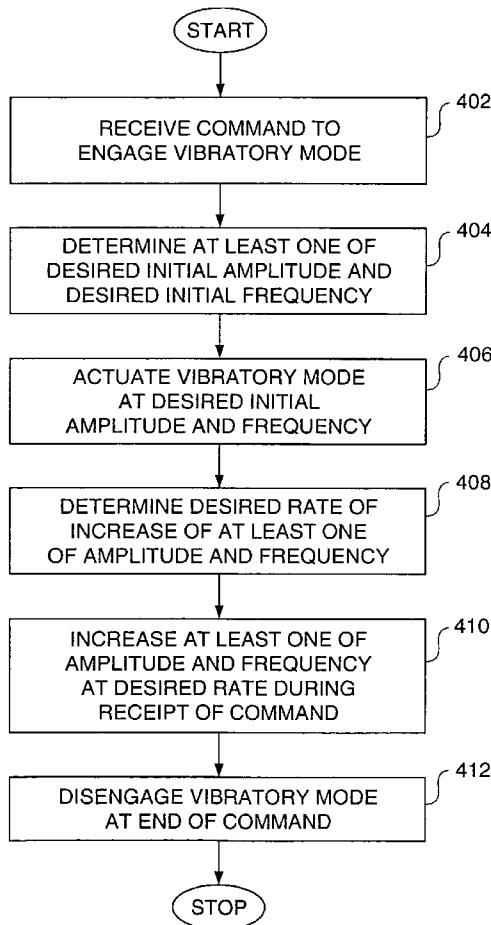 START
402
RECEIVE COMMAND TO
ENGAGE VIBRATORY MODE
404
DETERMINE AT LEAST ONE OF
DESIRED INITIAL AMPLITUDE AND
DESIRED INITIAL FREQUENCY
406
ACTUATE VIBRATORY MODE
AT DESIRED INITIAL
AMPLITUDE AND FREQUENCY
408
DETERMINE DESIRED RATE OF
INCREASE OF AT LEAST ONE
OF AMPLITUDE AND FREQUENCY
410
INCREASE AT LEAST ONE OF
AMPLITUDE AND FREQUENCY
AT DESIRED RATE DURING
RECEIPT OF COMMAND
412
DISENGAGE VIBRATORY MODE
AT END OF COMMAND
STOP